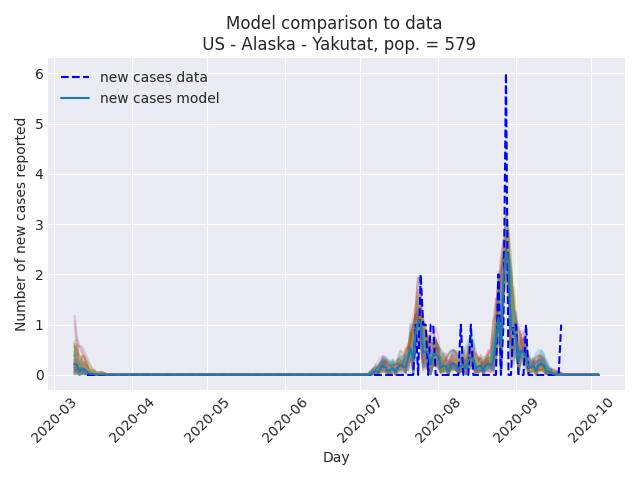 Model comparison to data
US - Alaska - Yakutat, pop. = 579
new cases data
new cases model
Number of new cases reported
6
5
4
3
2
1
0
2020-03
2020-04
2020-05
2020-06
2020-07
2020-08
2020-09
2020-10
Day